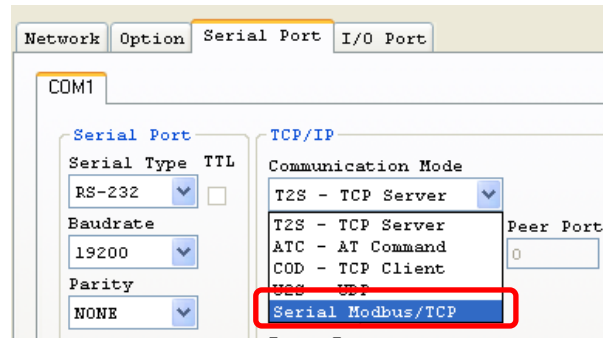 Network Option Serial Port I/O Port
COM1
Serial Port
Serial Type TTL
RS-232
Baudrate
19200
Parity
NONE
TCP/IP
Communication Mode
T2S - TCP Server
T2S - TCP Server
ATC - AT Command
COD - TCP Client
U2S - UDP
Serial Modbus/TCP
Peer Port
0